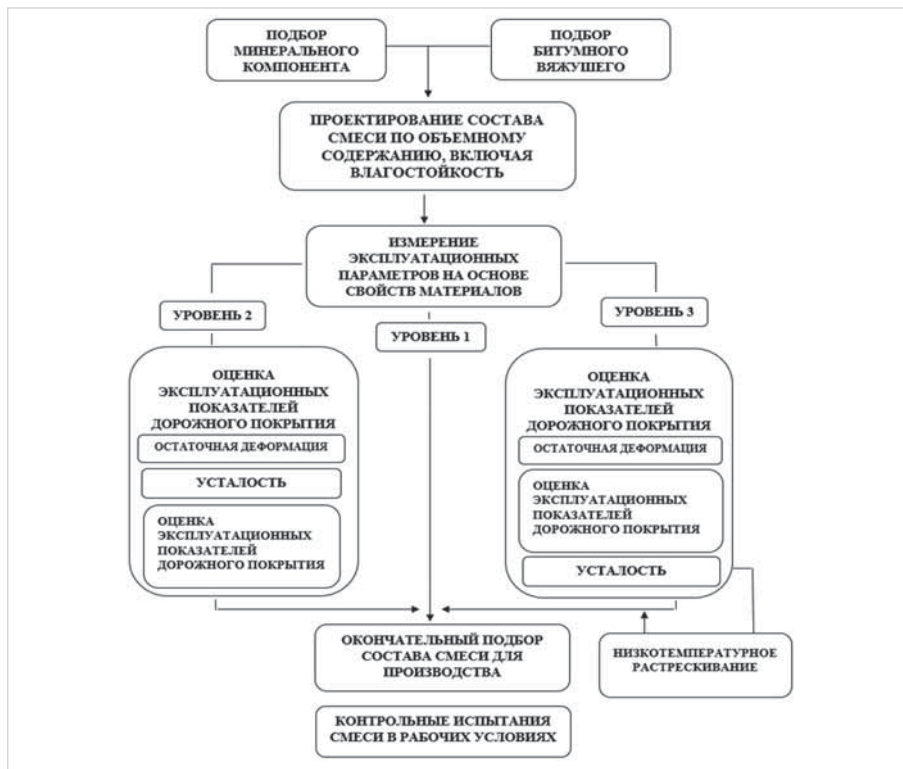 ПОДБОР
МИНЕРАЛЬНОГО
КОМПОНЕНТА
ПОДБОР
БИТУМНОГО
ВЯЖУШЕГО
ПРОЕКТИРОВАНИЕ СОСТАВА
СМЕСИ ПО ОБЪЕМНОМУ
СОДЕРЖАНИЮ, ВКЛЮЧАЯ
ВЛАГОСТОЙКОСТЬ
ИЗМЕРЕНИЕ
ЭКСПЛУАТАЦИОННЫХ
ПАРАМЕТРОВ НА ОСНОВЕ
СВОЙСТВ МАТЕРИАЛОВ
УРОВЕНЬ 2
УРОВЕНЬ 1
УРОВЕНЬ 3
ОЦЕНКА
ЭКСПЛУАТАЦИОННЫХ
ПОКАЗАТЕЛЕЙ
ДОРОЖНОГО ПОКРЫТИЯ
ОСТАТОЧНАЯ ДЕФОРМАЦИЯ
УСТАЛОСТЬ
ОЦЕНКА
ЭКСПЛУАТАЦИОННЫХ
ПОКАЗАТЕЛЕЙ
ДОРОЖНОГО ПОКРЫТИЯ
ОЦЕНКА
ЭКСПЛУАТАЦИОННЫХ
ПОКАЗАТЕЛЕЙ
ДОРОЖНОГО ПОКРЫТИЯ
ОСТАТОЧНАЯ ДЕФОРМАЦИЯ
ОЦЕНКА
ЭКСПЛУАТАЦИОННЫХ
ПОКАЗАТЕЛЕЙ
ДОРОЖНОГО ПОКРЫТИЯ
УСТАЛОСТЬ
ОКОНЧАТЕЛЬНЫЙ ПОДБОР
СОСТАВА СМЕСИ ДЛЯ
ПРОИЗВОДСТВА
НИЗКОТЕМПЕРАТУРНОЕ
РАСТРЕСКИВАНИЕ
КОНТРОЛЬНЫЕ ИСПЫТАНИЯ
СМЕСИ В РАБОЧИХ УСЛОВИЯХ